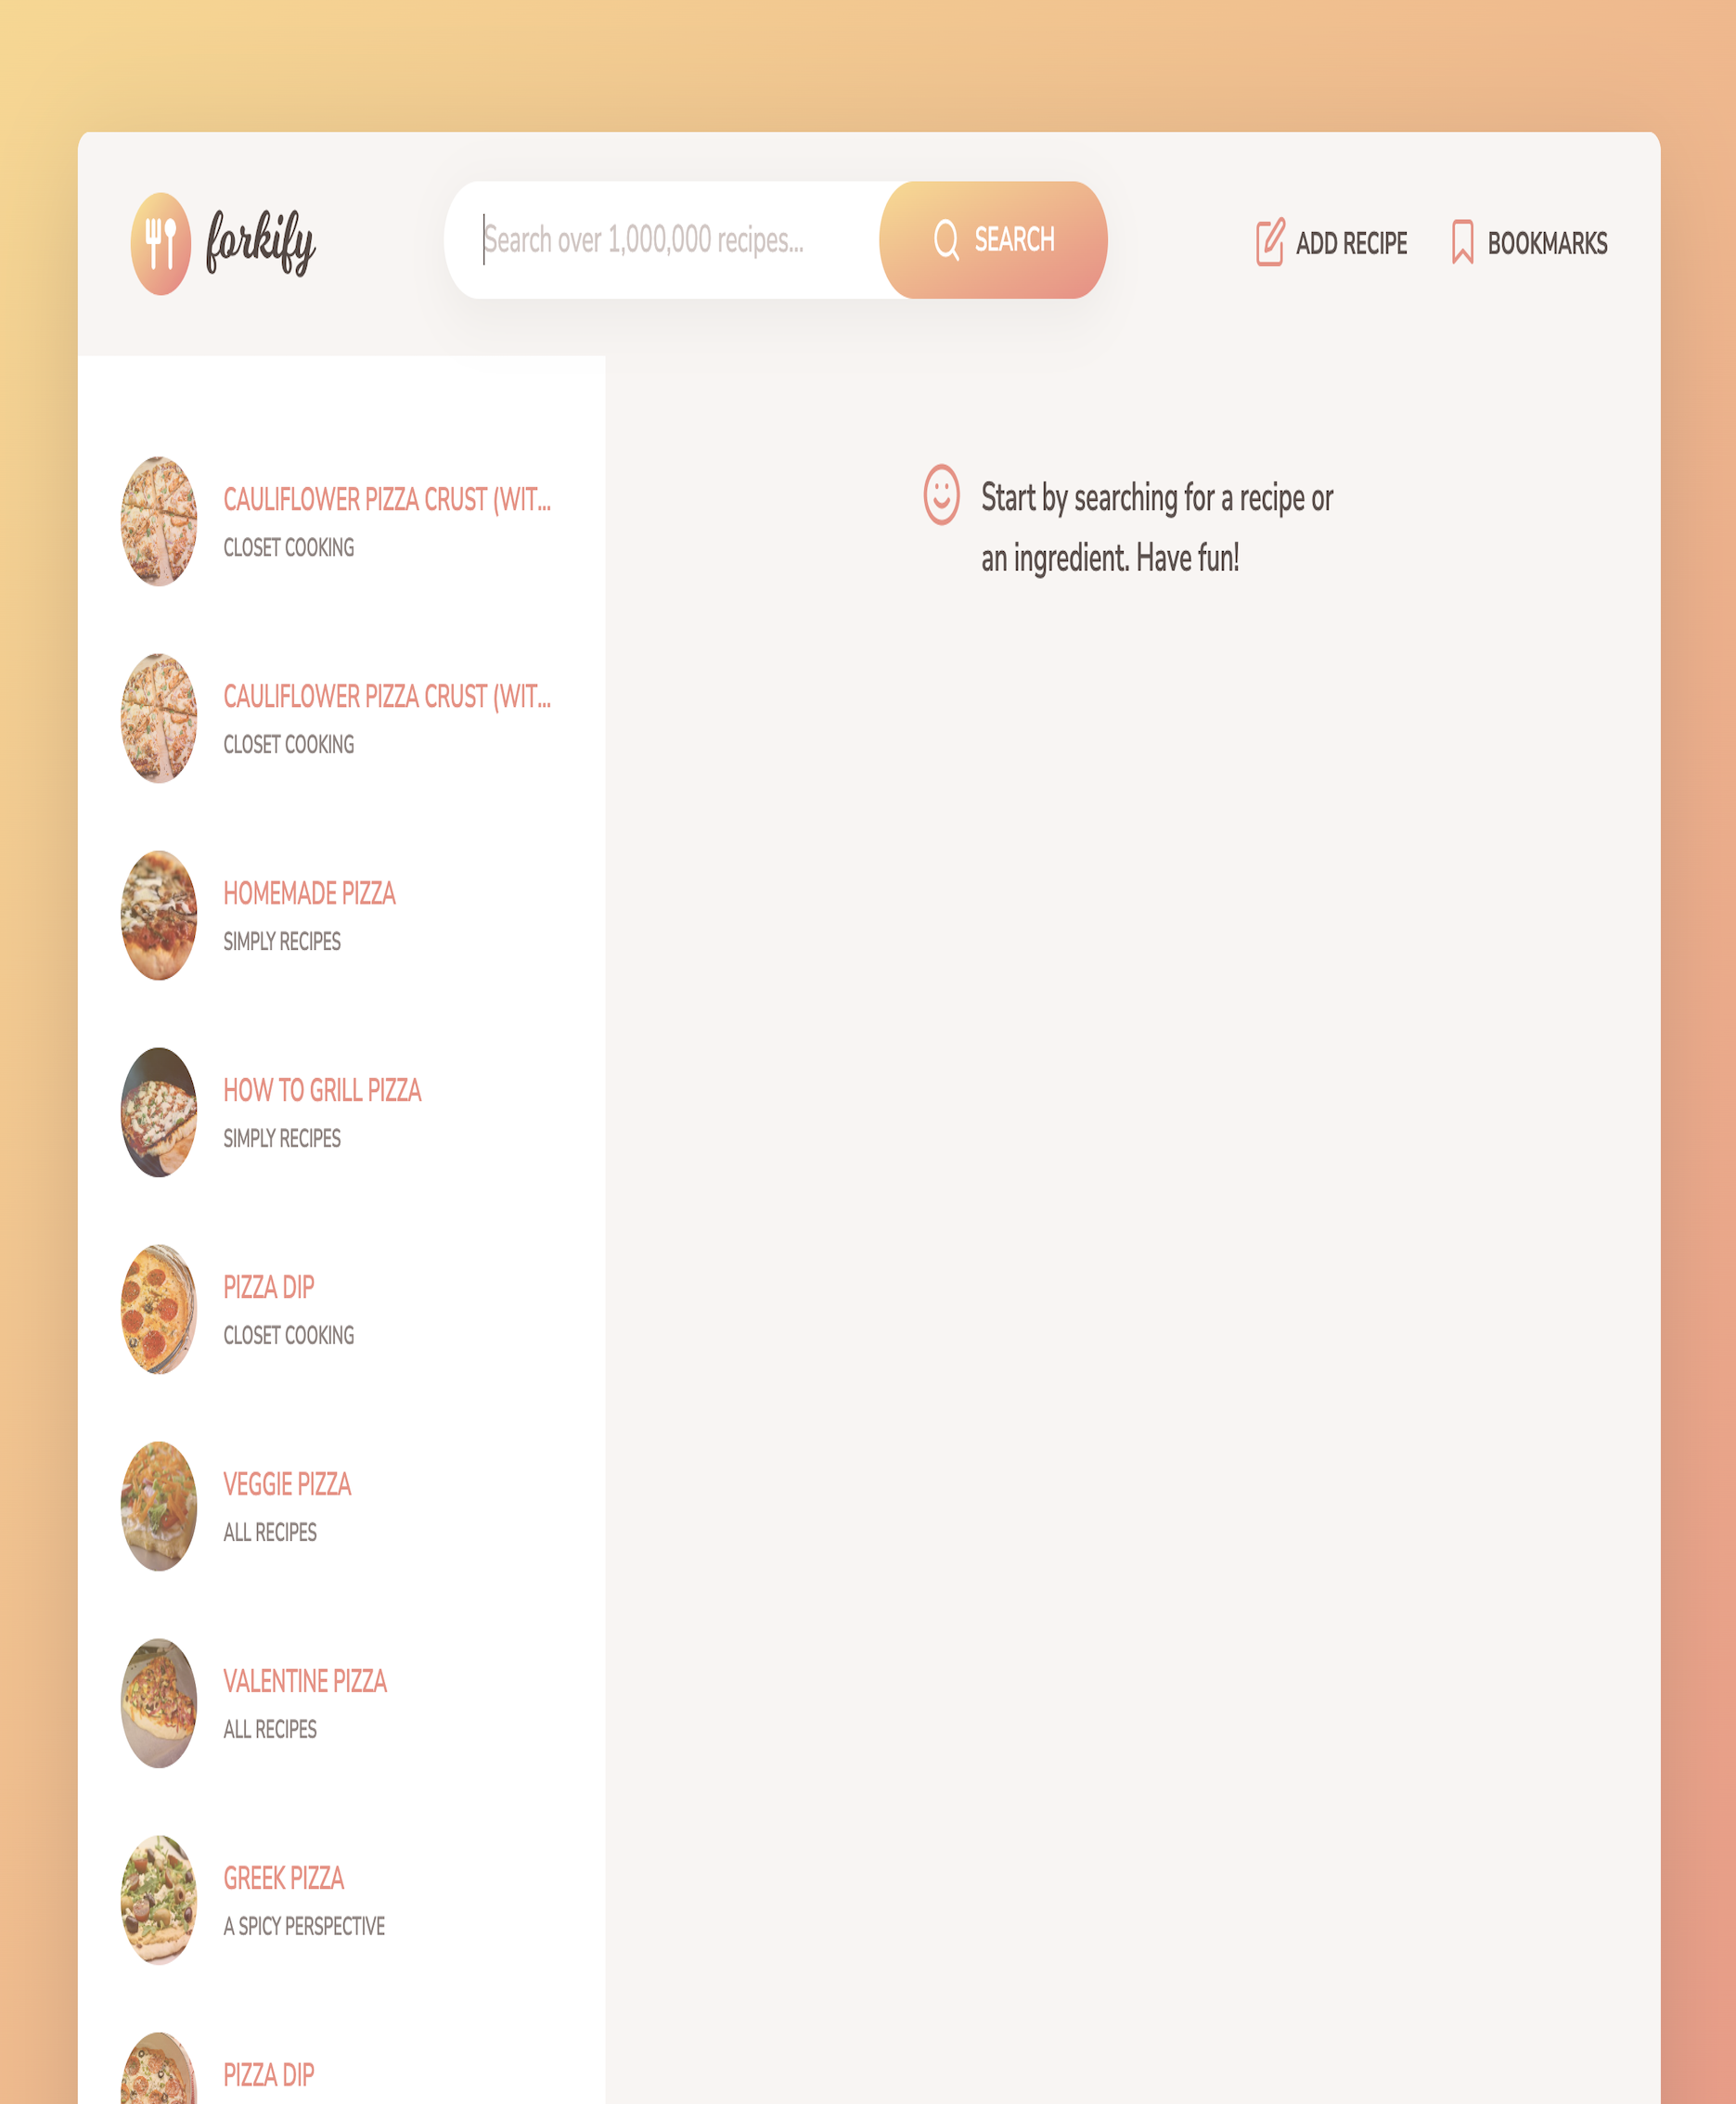 forkify
Search over 1,000,000 recipes...
SEARCH
ADD RECIPE
BOOKMARKS
CAULIFLOWER PIZZA CRUST (WIT...
CLOSET COOKING
CAULIFLOWER PIZZA CRUST (WIT...
CLOSET COOKING
HOMEMADE PIZZA
SIMPLY RECIPES
HOW TO GRILL PIZZA
SIMPLY RECIPES
PIZZA DIP
CLOSET COOKING
VEGGIE PIZZA
ALL RECIPES
VALENTINE PIZZA
ALL RECIPES
GREEK PIZZA
A SPICY PERSPECTIVE
PIZZA DIP
Start by searching for a recipe or
an ingredient. Have fun!